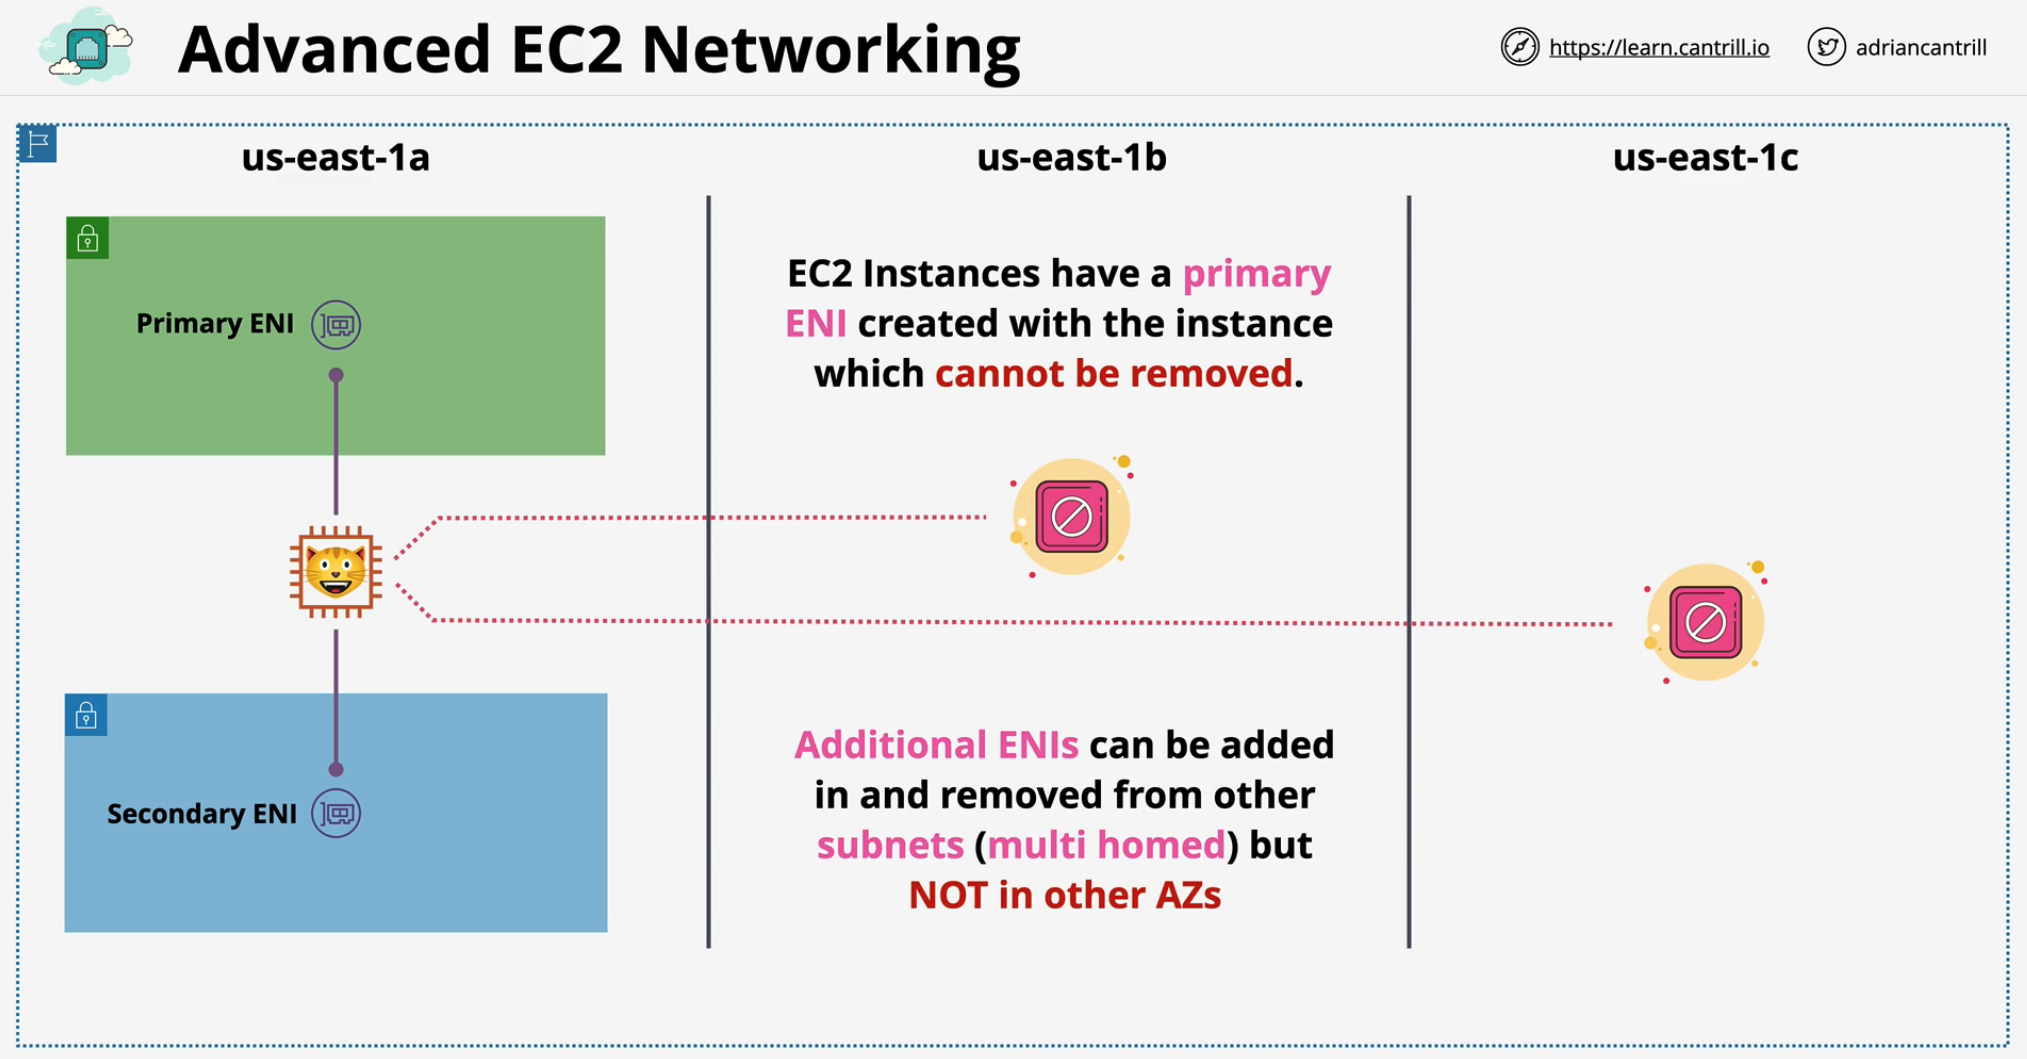 Advanced EC2 Networking
https://learn.cantrill.io
adriancantrill
us-east-1a
us-east-1b
us-east-1c
Primary ENI
EC2 Instances have a primary
ENI created with the instance
which cannot be removed.
Additional ENIs can be added
in and removed from other
subnets (multi homed) but
NOT in other AZs
Secondary ENI